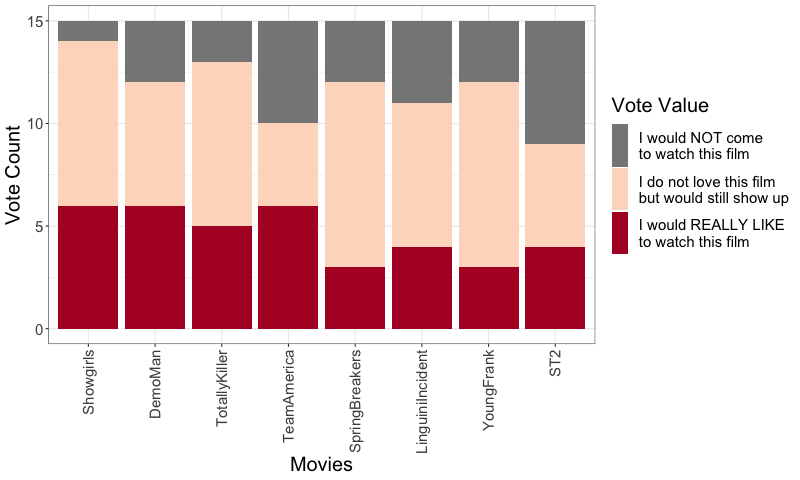 Vote Count
15
10
5
0
Showgirls
DemoMan
TotallyKiller
TeamAmerica
SpringBreakers
LinguiniIncident
YoungFrank
ST2
Movies
Vote Value
I would NOT come
to watch this film
I do not love this film
but would still show up
I would REALLY LIKE
to watch this film